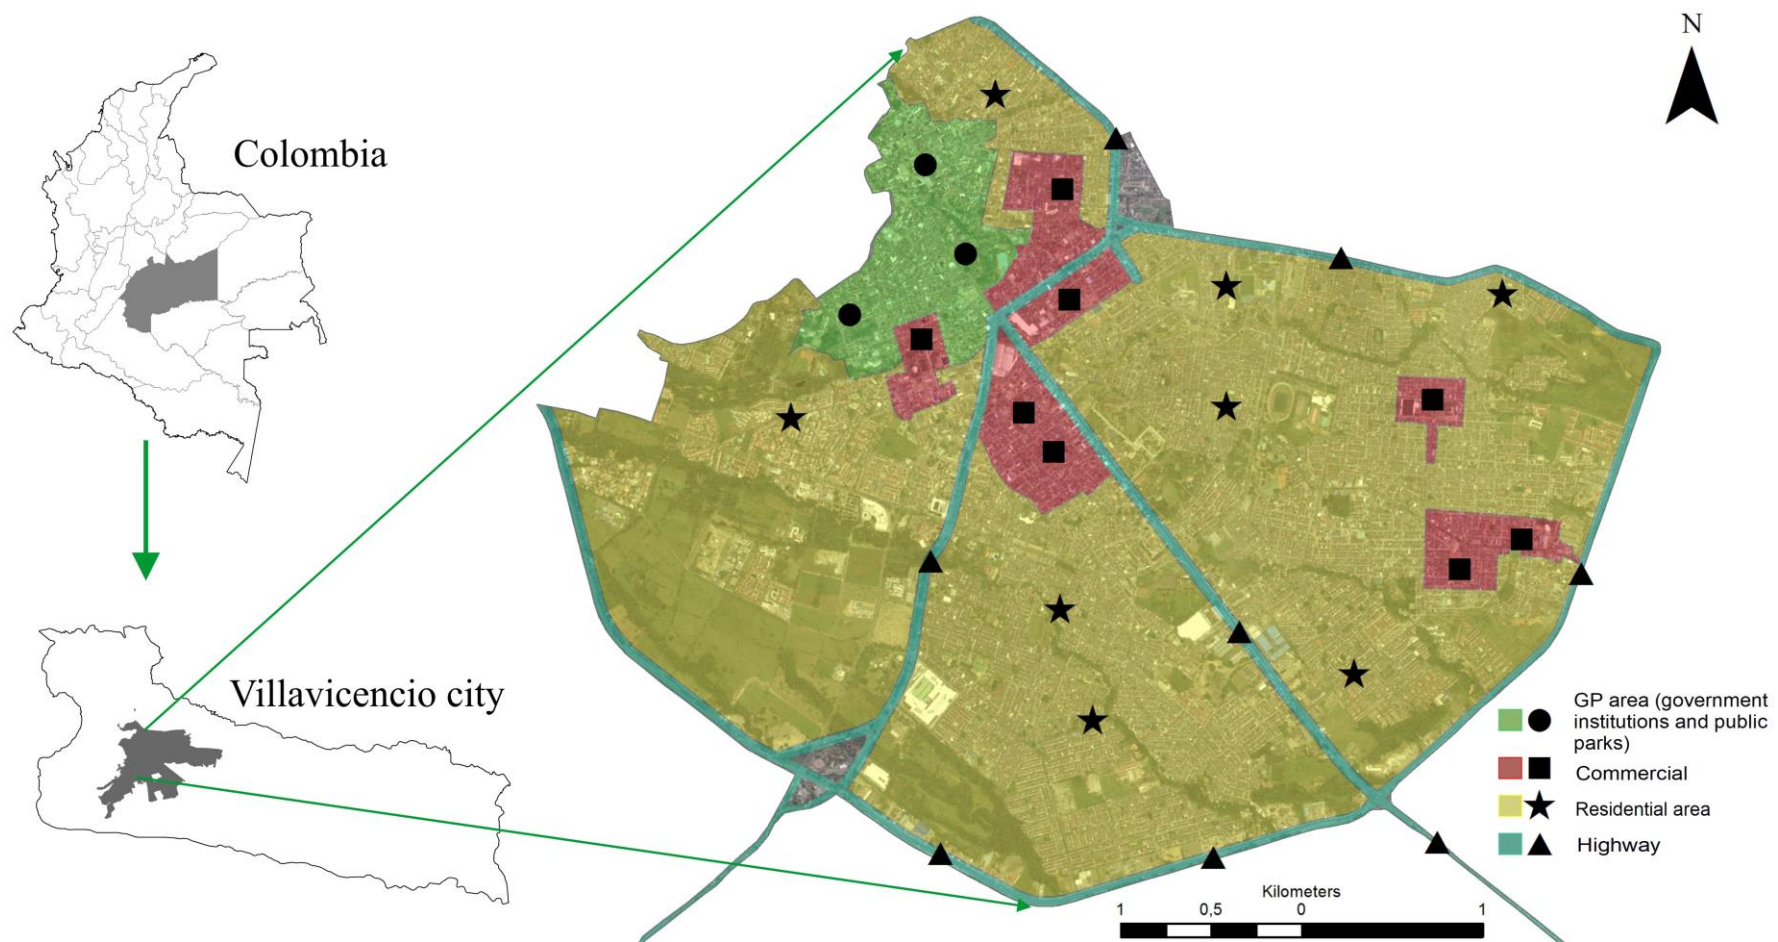 N
Colombia
Villavicencio city
GP area (government
institutions and public
parks)
Commercial
Residential area
Highway
Kilometers
1 0,5 0 1